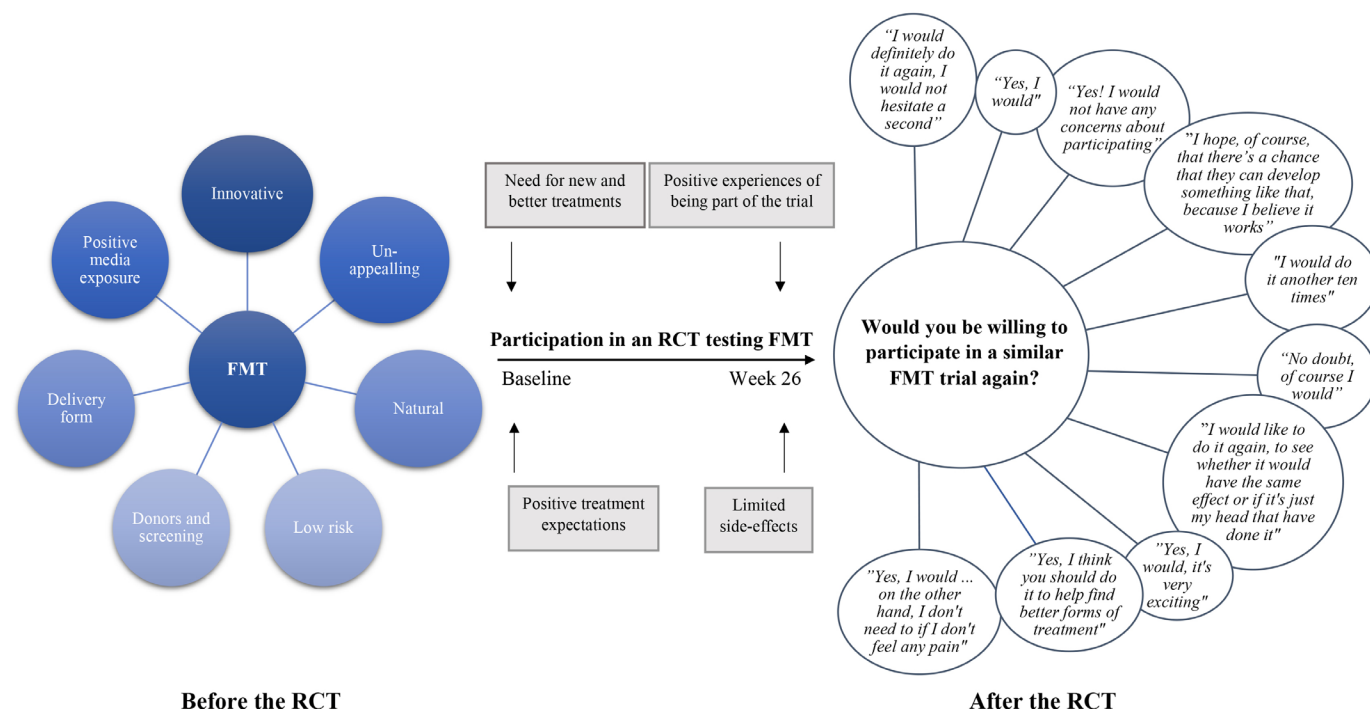 Innovative
Un-
appealling
Natural
Low risk
Donors and
screening
Delivery
form
Positive
media
exposure
FMT
Before the RCT
Need for new and
better treatments
Positive experiences of
being part of the trial
Participation in an RCT testing FMT
Baseline
Week 26
Positive treatment
expectations
Limited
side-effects
Would you be willing to
participate in a similar
FMT trial again?
“I would
definitely do
it again, I
would not
hesitate a
second”
“Yes, I
would"
“Yes! I would
not have any
concerns about
participating”
”I hope, of course,
that there’s a chance
that they can develop
something like that,
because I believe it
works”
"I would do
it another ten
times"
“No doubt,
of course I
would”
”I would like to
do it again, to see
whether it would
have the same
effect or if it's just
my head that have
done it"
”Yes, I
would, it's
very
exciting"
”Yes, I think
you should do
it to help find
better forms of
treatment"
”Yes, I would ...
on the other
hand, I don't
need to if I don't
feel any pain"
After the RCT